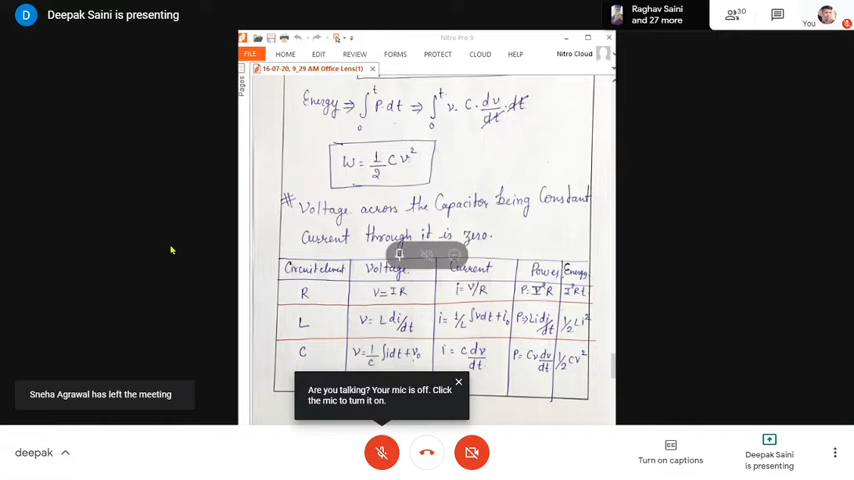 D
Deepak Saini is presenting
Raghav Saini
and 27 more
30
You
Nitro Pro 9
FILE
HOME
EDIT
REVIEW
FORMS
PROTECT
CLOUD
HELP
Nitro Cloud
16-07-20, 9_29 AM Office Lens(1)
Pages
Energy ⇒ ∫₀ᵗ P.dt ⇒ ∫₀ᵗ v. C. dv/dt .dt
W = 1/2 C v²
# Voltage across the Capacitor being Constant
Current through it is zero.
Circuit element Voltage Current Power Energy
R v = IR i = v/R I²Rt
L v = L di/dt i = 1/L ∫vdt + i₀ P ⇒ Li di/dt 1/2 Li²
C v = 1/C ∫idt + v₀ i = C dv/dt P = Cv dv/dt 1/2 Cv²
Sneha Agrawal has left the meeting
Are you talking? Your mic is off. Click
the mic to turn it on.
deepak
Turn on captions
Deepak Saini
is presenting